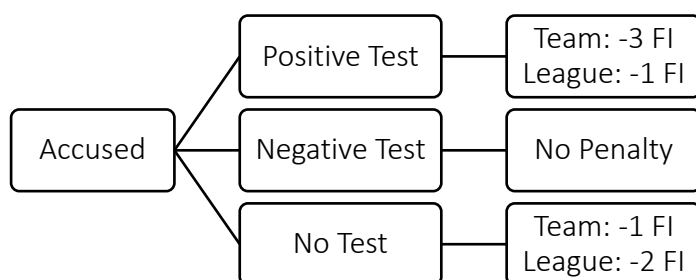 Accused
Positive Test
Team: -3 FI
League: -1 FI
Negative Test
No Penalty
No Test
Team: -1 FI
League: -2 FI